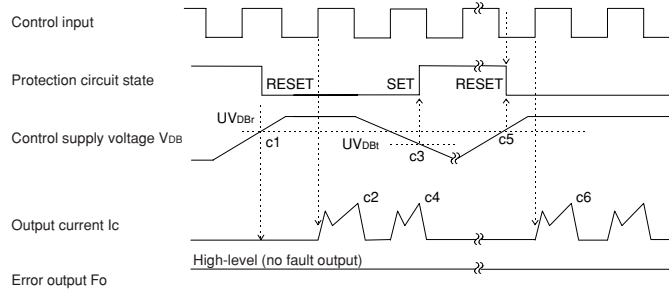 Control input
Protection circuit state
RESET
SET
RESET
UVDBr
Control supply voltage VDB
c1
UVDBt
c3
c5
c2
c4
c6
Output current Ic
High-level (no fault output)
Error output Fo